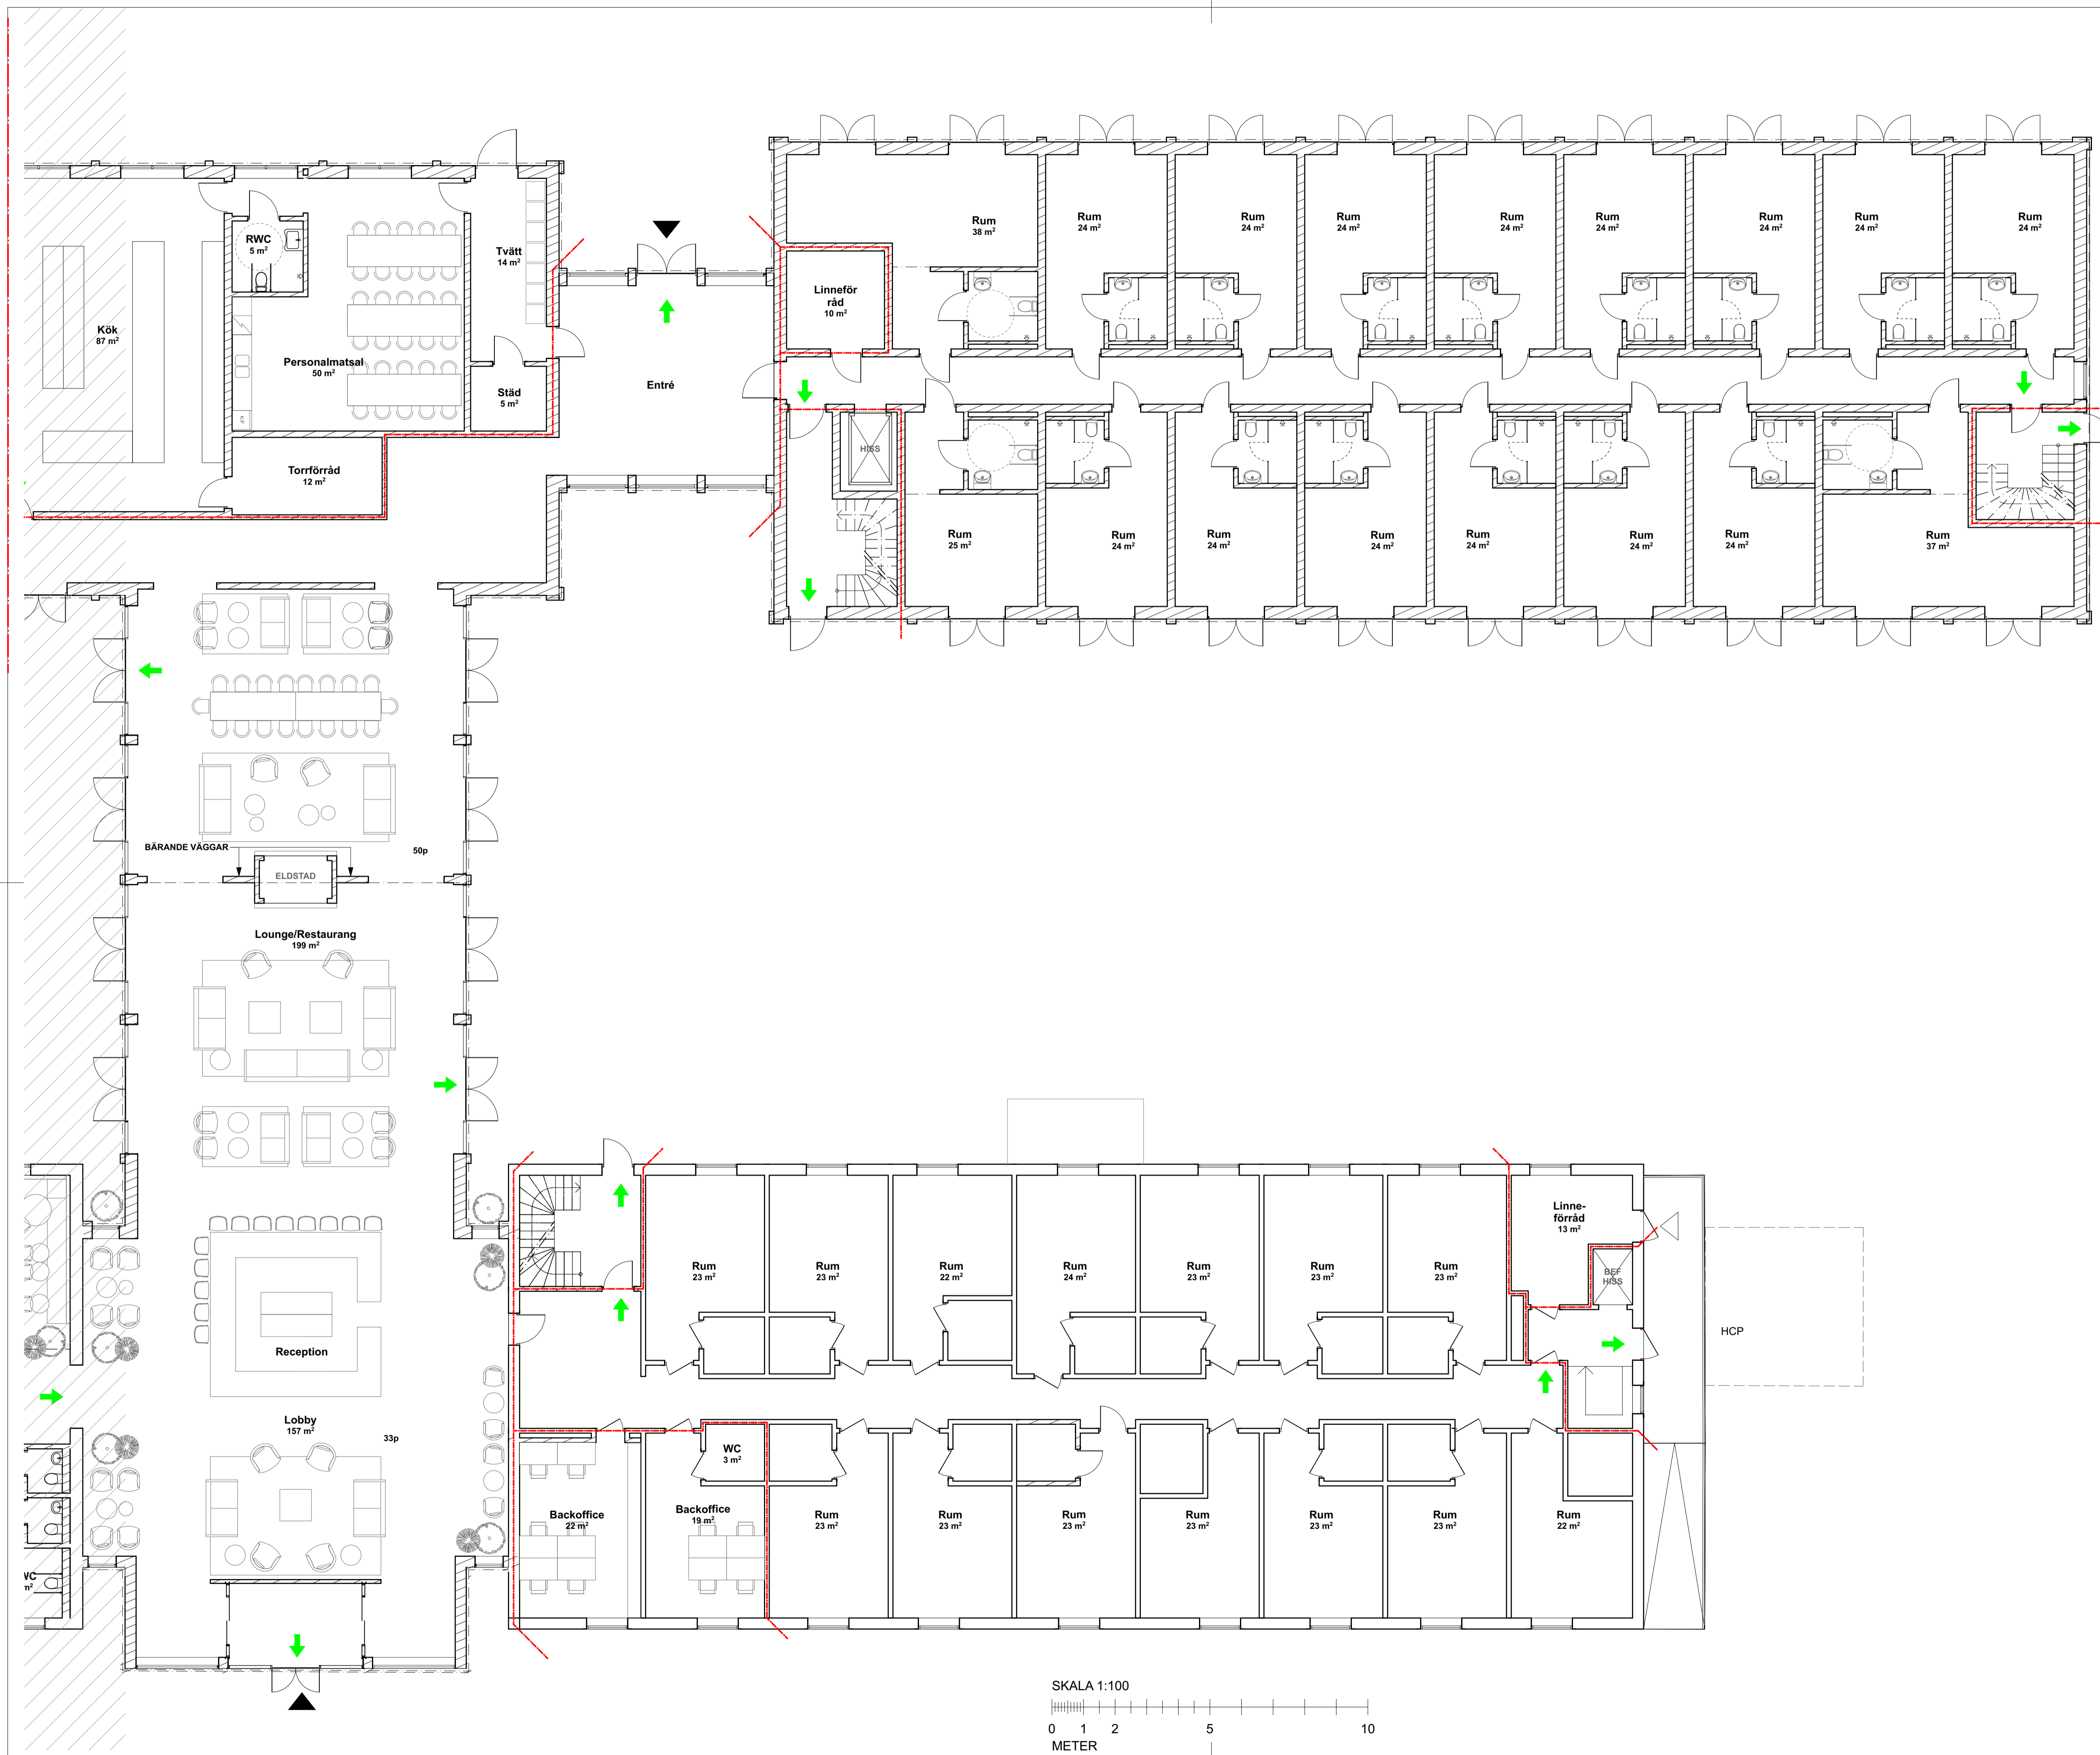 Rum
38 m²
Rum
24 m²
Rum
24 m²
Rum
24 m²
Rum
24 m²
Rum
24 m²
Rum
24 m²
Rum
24 m²
Rum
24 m²
RWC
5 m²
Tvätt
14 m²
Linneför
råd
10 m²
Kök
87 m²
Personalmatsal
50 m²
Städ
5 m²
Entré
K/F
HISS
Torrförråd
12 m²
Rum
25 m²
Rum
24 m²
Rum
24 m²
Rum
24 m²
Rum
24 m²
Rum
24 m²
Rum
24 m²
Rum
37 m²
BÄRANDE VÄGGAR
50p
ELDSTAD
Lounge/Restaurang
199 m²
Linne-
förråd
13 m²
Rum
23 m²
Rum
23 m²
Rum
22 m²
Rum
24 m²
Rum
23 m²
Rum
23 m²
Rum
23 m²
BEF
HISS
HCP
Reception
Lobby
157 m²
33p
WC
3 m²
Backoffice
22 m²
Backoffice
19 m²
Rum
23 m²
Rum
23 m²
Rum
23 m²
Rum
23 m²
Rum
23 m²
Rum
23 m²
Rum
22 m²
WC
m²
SKALA 1:100
0 1 2 5 10
METER